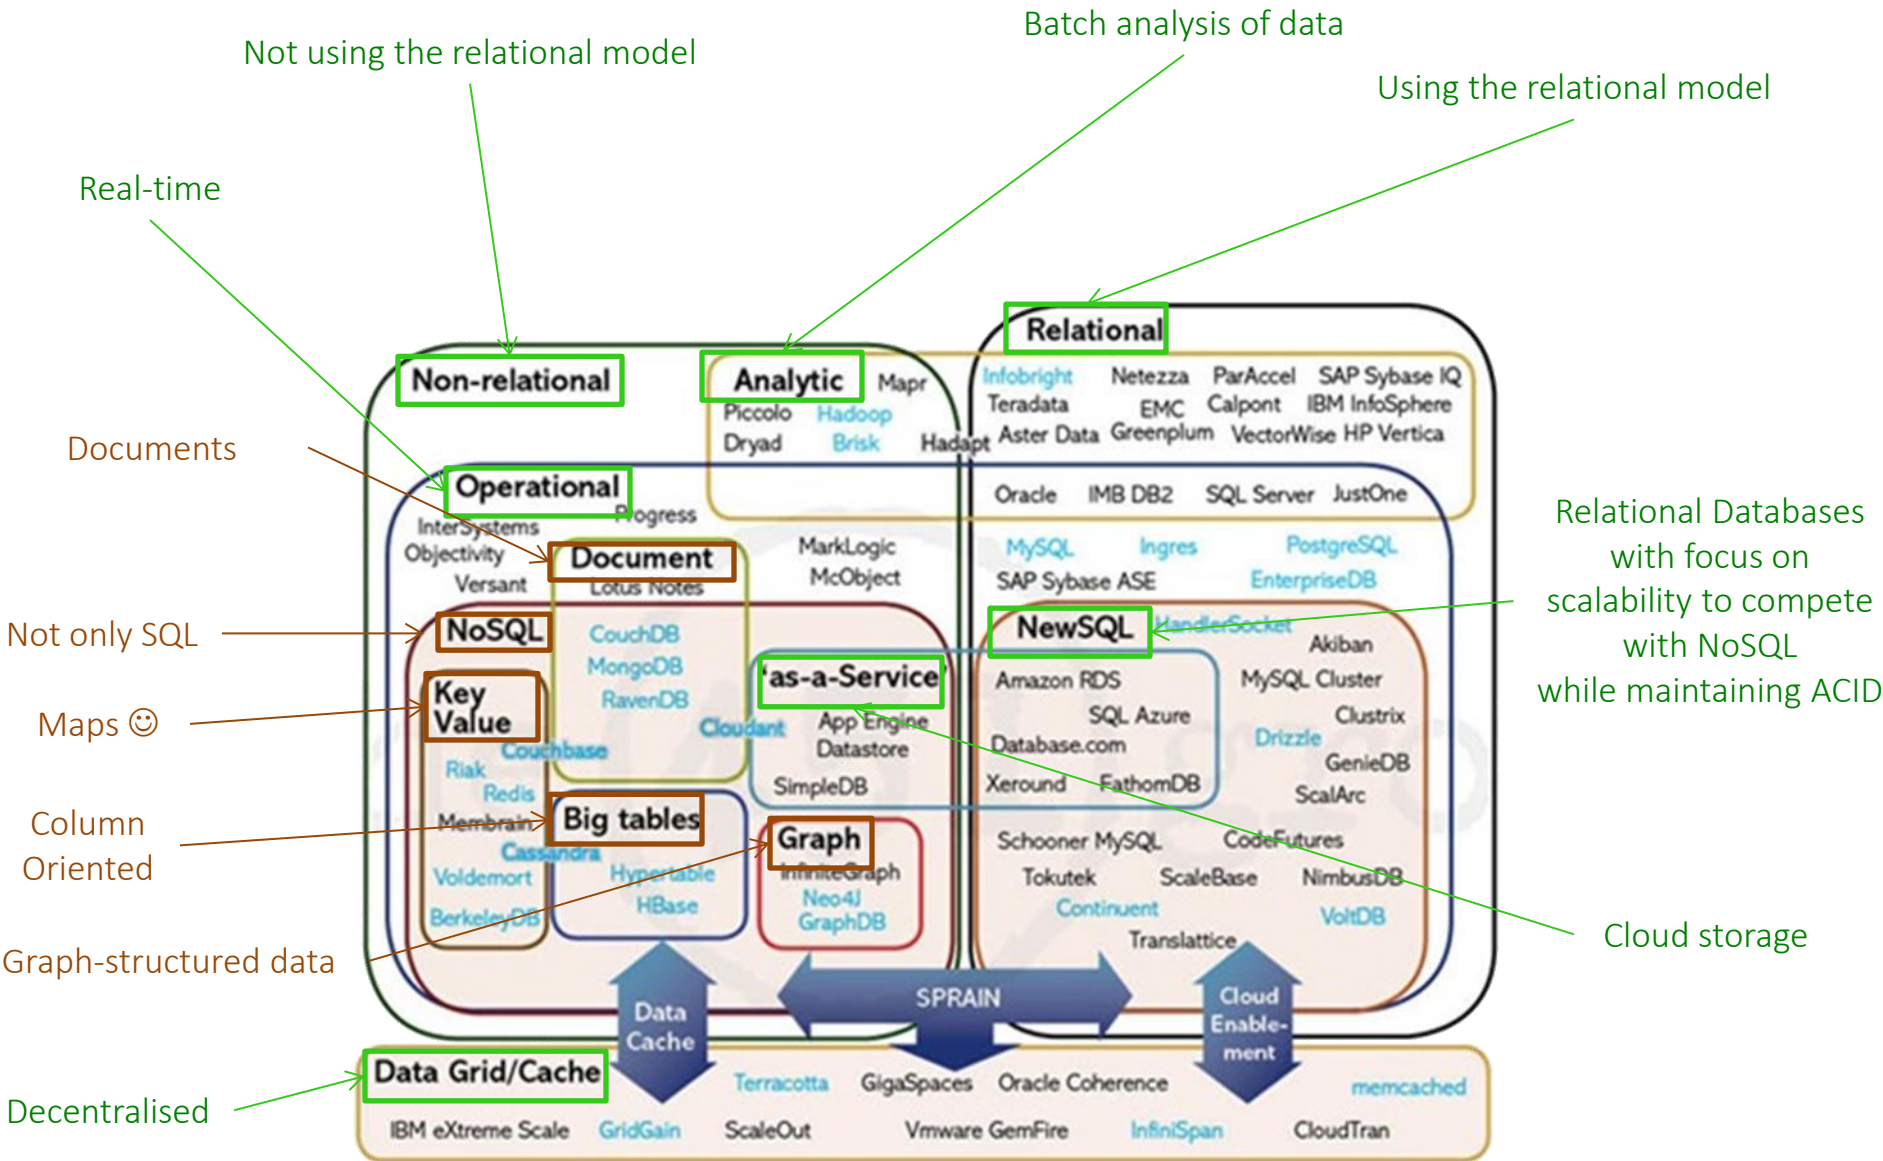 Batch analysis of data
Not using the relational model
Using the relational model
Real-time
Documents
Not only SQL
Maps ☺
Column
Oriented
Graph-structured data
Decentralised
Relational Databases
with focus on
scalability to compete
with NoSQL
while maintaining ACID
Cloud storage
Non-relational
Analytic
Mapr
Piccolo
Hadoop
Dryad
Brisk
Hadapt
Relational
Infobright
Netezza
ParAccel
SAP Sybase IQ
Teradata
EMC
Calpont
IBM InfoSphere
Aster Data
Greenplum
VectorWise
HP Vertica
Operational
Progress
InterSystems
Objectivity
Versant
Oracle
IMB DB2
SQL Server
JustOne
Document
Lotus Notes
MarkLogic
McObject
MySQL
Ingres
PostgreSQL
SAP Sybase ASE
EnterpriseDB
NoSQL
CouchDB
MongoDB
RavenDB
Key
Value
Couchbase
Riak
Redis
Membrain
Cassandra
Voldemort
BerkeleyDB
Big tables
Hypertable
HBase
Graph
InfiniteGraph
Neo4J
GraphDB
'as-a-Service'
Cloudant
App Engine
Datastore
SimpleDB
NewSQL
HandlerSocket
Akiban
Amazon RDS
MySQL Cluster
SQL Azure
Clustrix
Database.com
Drizzle
GenieDB
Xeround
FathomDB
ScalArc
Schooner MySQL
CodeFutures
Tokutek
ScaleBase
NimbusDB
Continuent
VoltDB
Translattice
Data
Cache
SPRAIN
Cloud
Enable-
ment
Data Grid/Cache
Terracotta
GigaSpaces
Oracle Coherence
memcached
IBM eXtreme Scale
GridGain
ScaleOut
Vmware GemFire
InfiniSpan
CloudTran